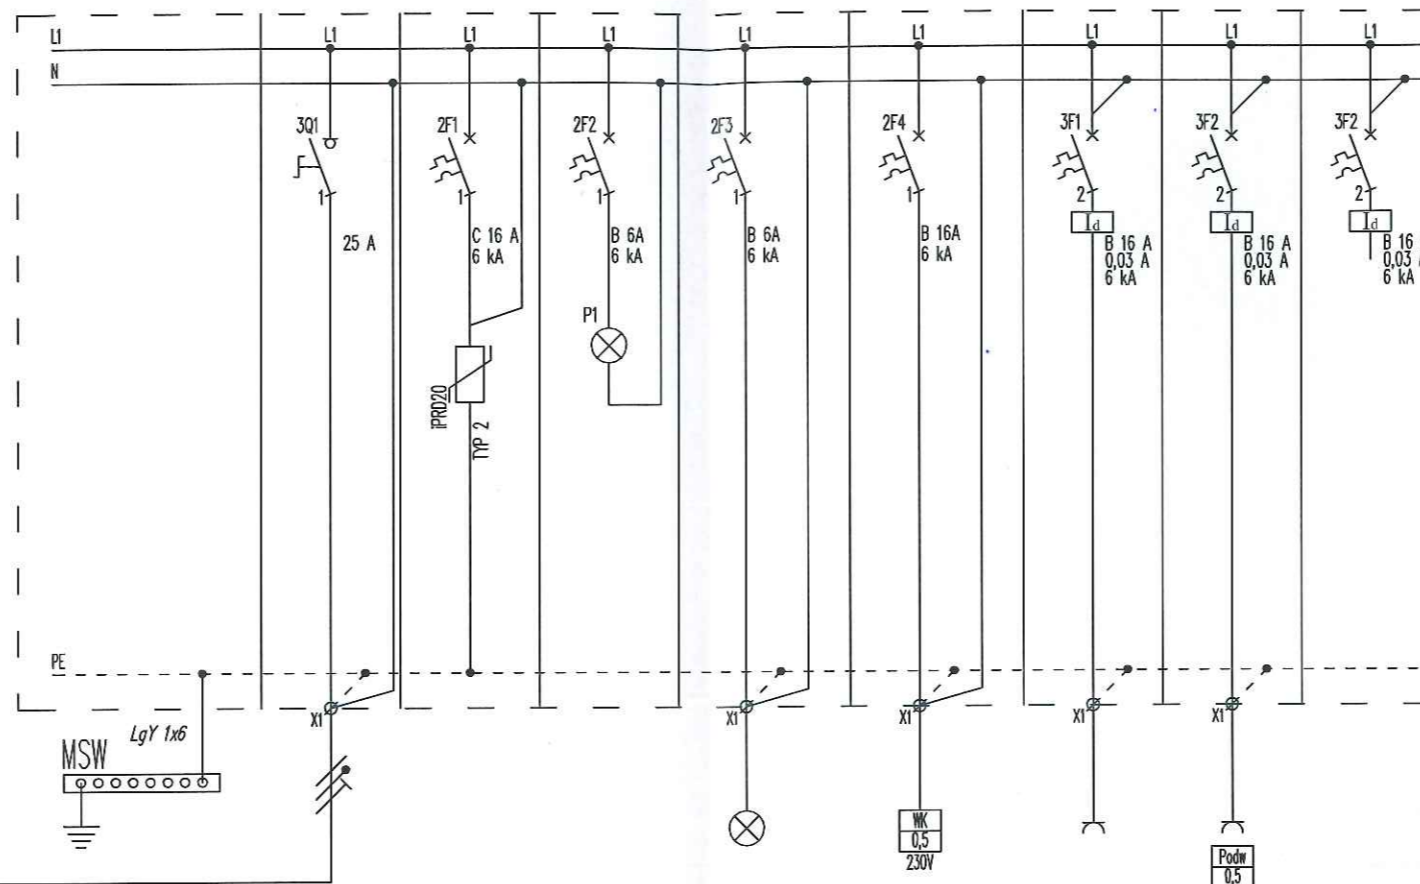 L1
L1
L1
L1
L1
L1
L1
L1
L1
N
3Q1
2F1
2F2
2F3
2F4
3F1
3F2
3F2
1
1
1
1
1
2
2
2
Id
Id
Id
25 A
C 16 A
6 kA
B 6A
6 kA
B 6A
6 kA
B 16A
6 kA
B 16 A
0,03 A
6 kA
B 16 A
0,03 A
6 kA
B 16
0,03
6 kA
P1
iPRD20
TYP 2
PE
X1
X1
X1
X1
X1
LgY 1x6
MSW
WK
0,5
230V
Podw
0.5